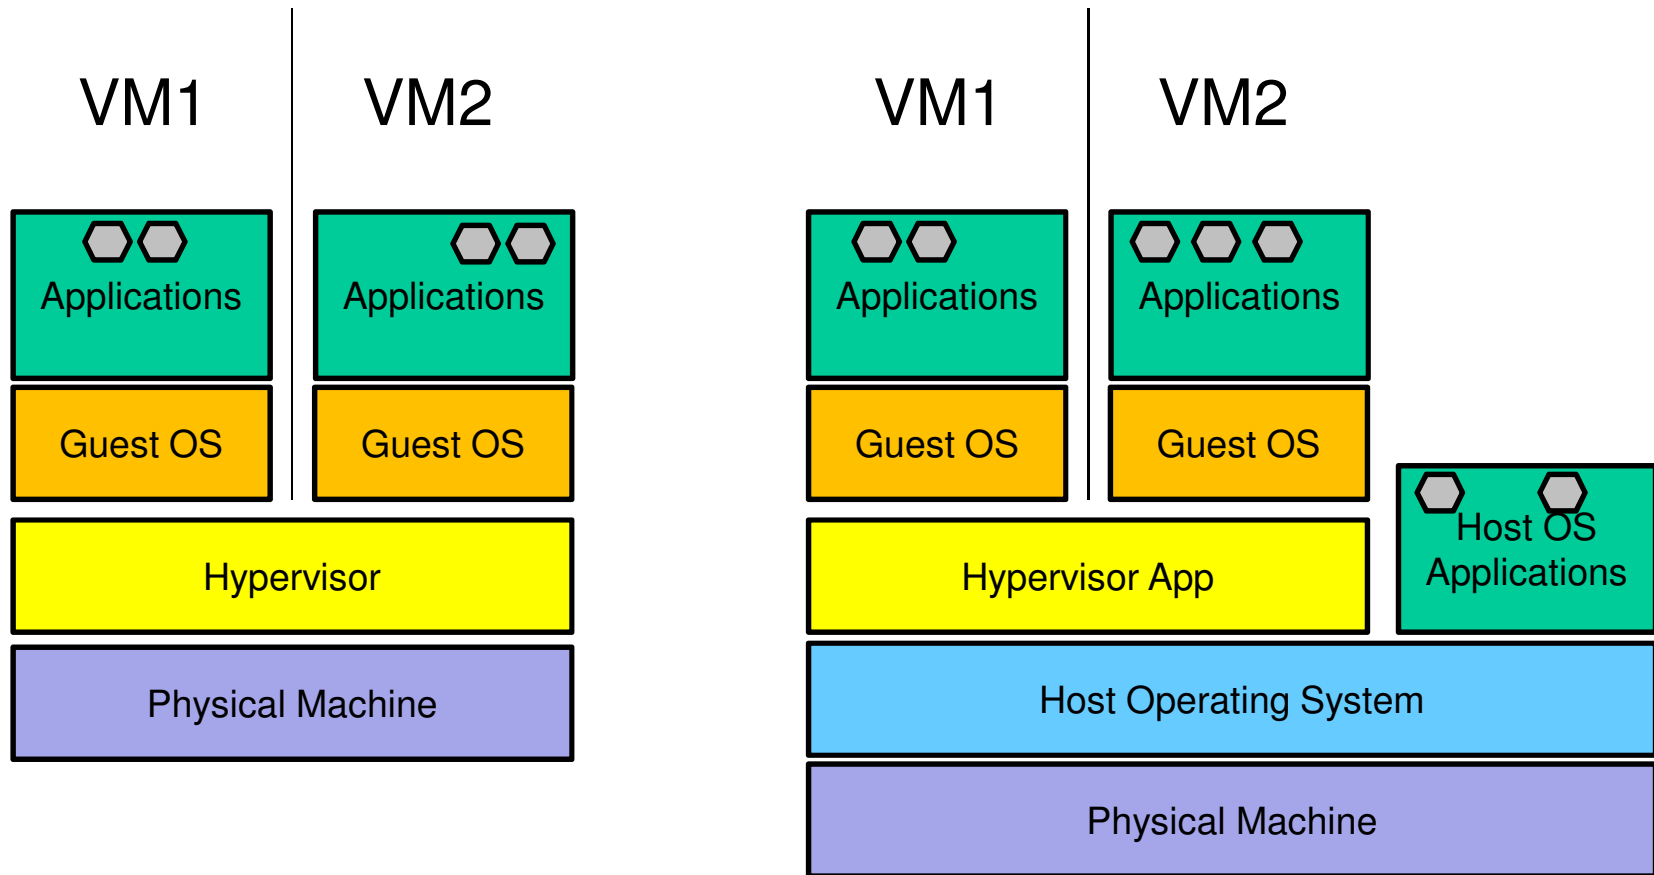 VM1
VM2
Applications
Applications
Guest OS
Guest OS
Hypervisor
Physical Machine
VM1
VM2
Applications
Applications
Guest OS
Guest OS
Hypervisor App
Host OS
Applications
Host Operating System
Physical Machine